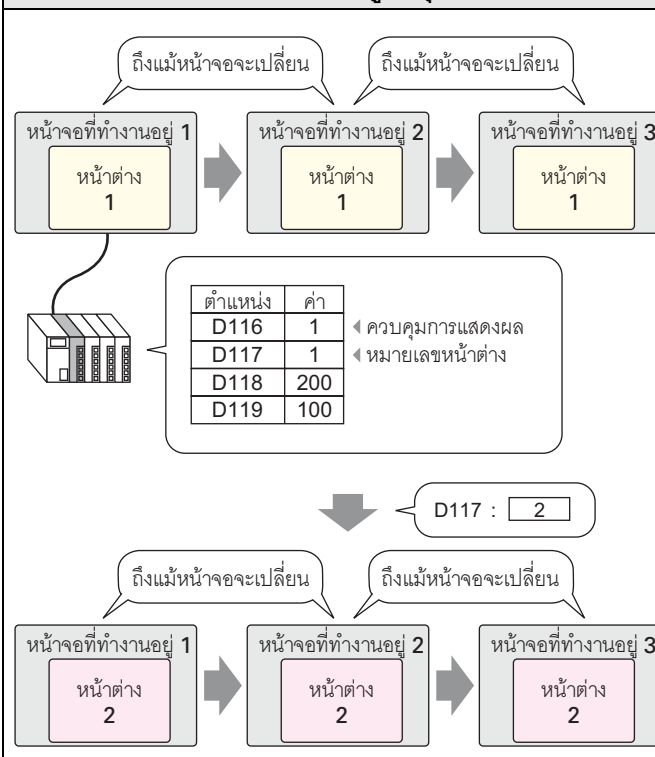 ถึงแม้หน้าจอจะเปลี่ยน ถึงแม้หน้าจอจะเปลี่ยน
หน้าจอที่ทำงานอยู่ 1 หน้าจอที่ทำงานอยู่ 2 หน้าจอที่ทำงานอยู่ 3
หน้าต่าง หน้าต่าง หน้าต่าง
1 1 1
ตำแหน่ง ค่า
D116 1 ควบคุมการแสดงผล
D117 1 หมายเลขหน้าต่าง
D118 200
D119 100
D117 : 2
ถึงแม้หน้าจอจะเปลี่ยน ถึงแม้หน้าจอจะเปลี่ยน
หน้าจอที่ทำงานอยู่ 1 หน้าจอที่ทำงานอยู่ 2 หน้าจอที่ทำงานอยู่ 3
หน้าต่าง หน้าต่าง หน้าต่าง
2 2 2